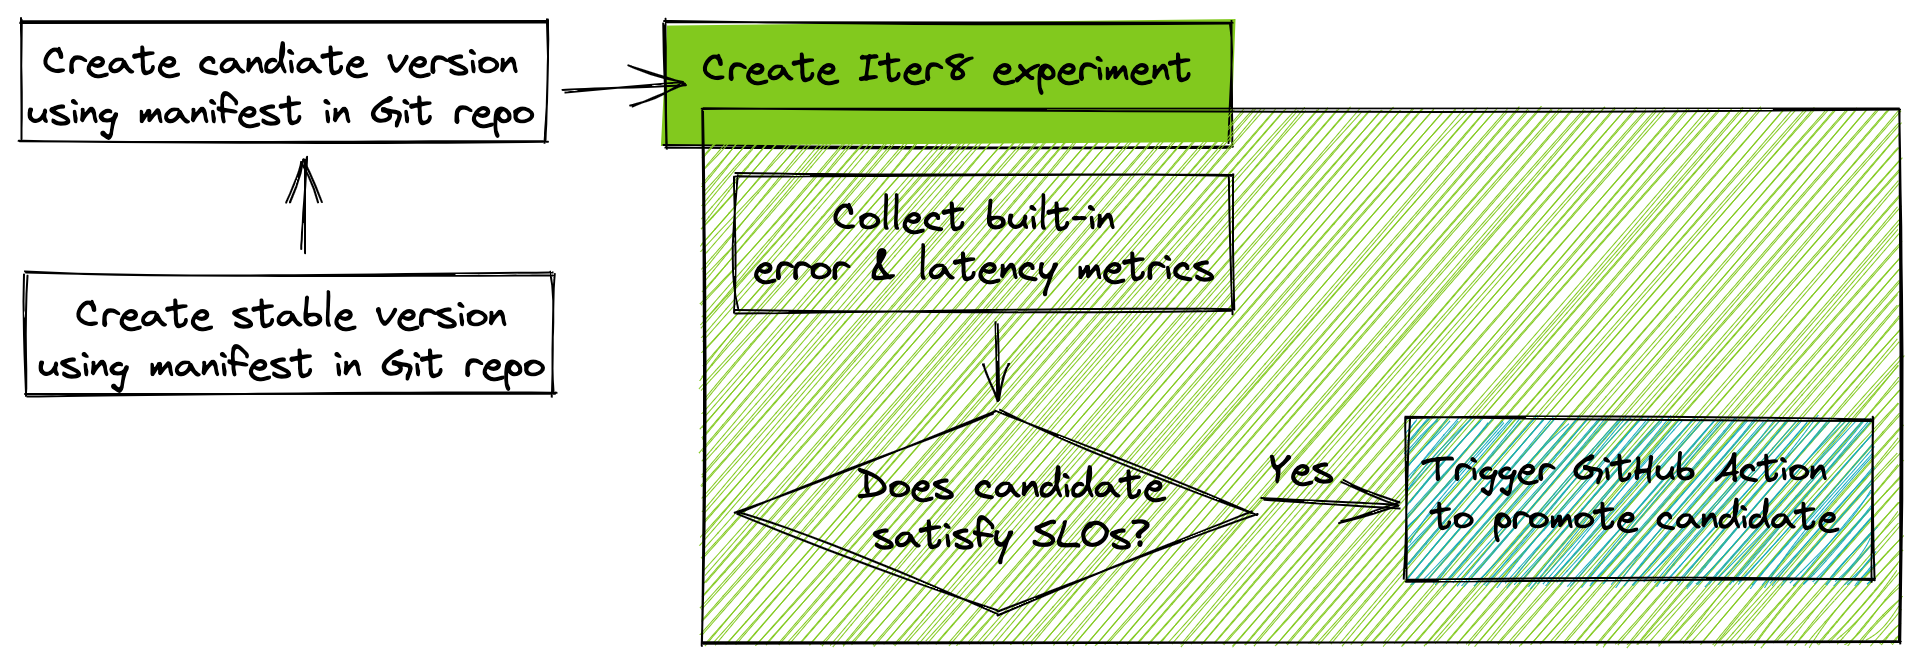 Create candiate version
using manifest in Git repo
Create stable version
using manifest in Git repo
Create Iter8 experiment
Collect built-in
error & latency metrics
Does candidate
satisfy SLOs?
Yes
Trigger GitHub Action
to promote candidate